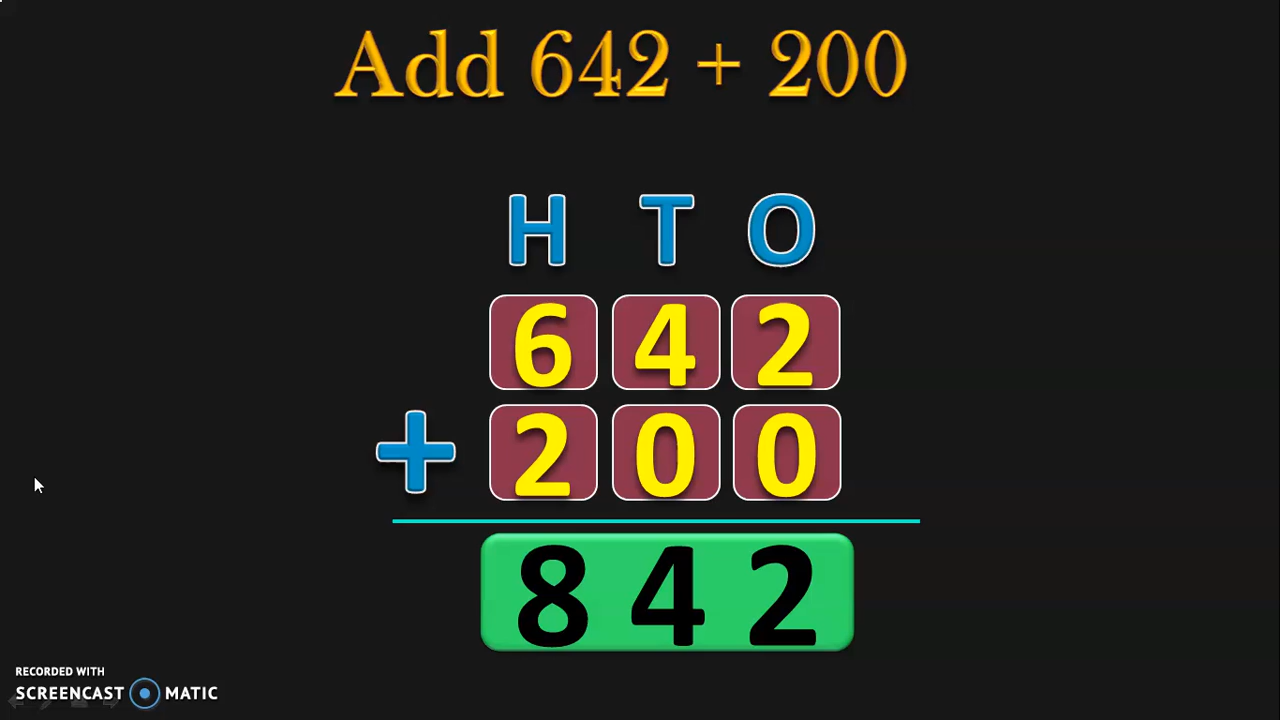 Add 642 + 200
H T O
6 4 2
+ 2 0 0
8 4 2
RECORDED WITH
SCREENCAST MATIC